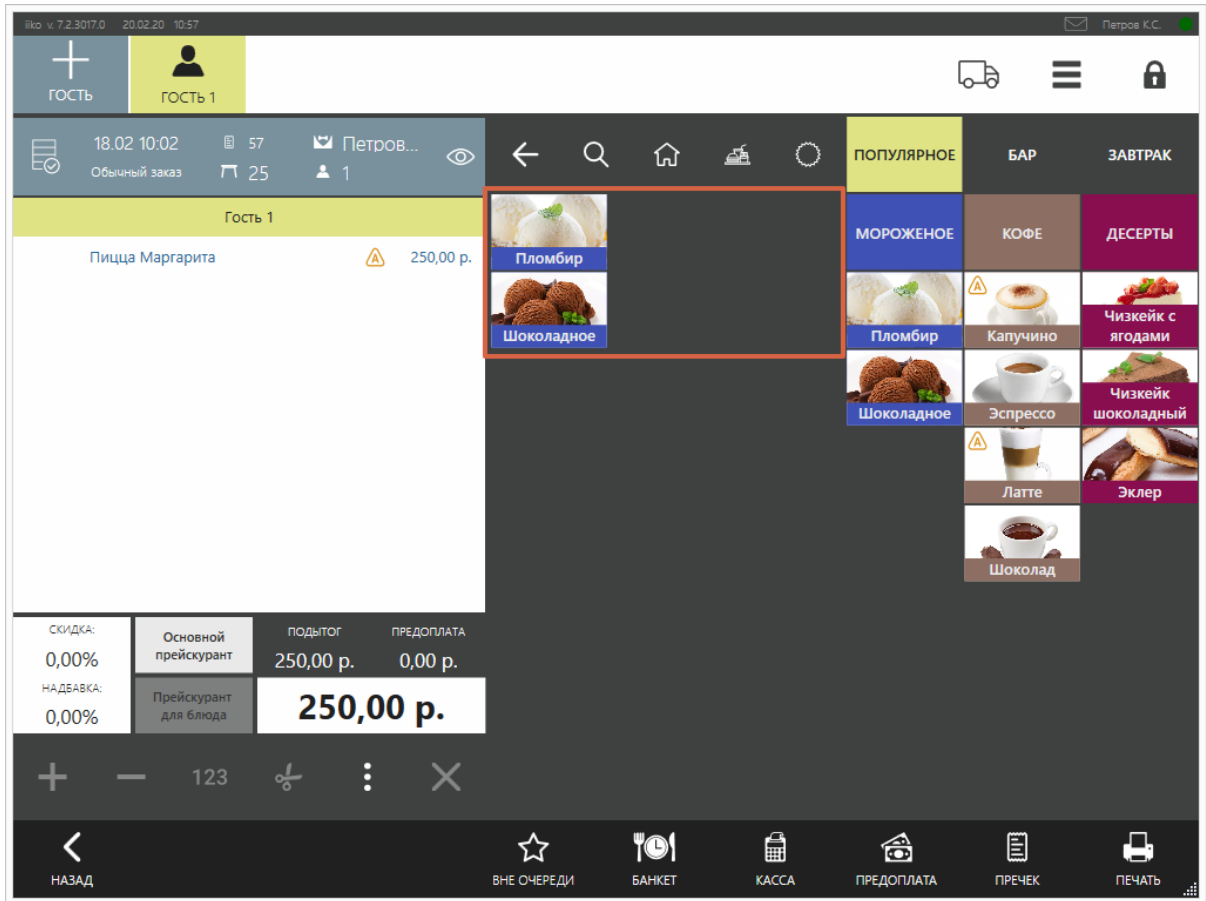 iiko v. 7.2.3017.0 20.02.20 10:57 Петров К.С.
ГОСТЬ
ГОСТЬ 1
18.02 10:02 57 Петров...
Обычный заказ 25 1
Гость 1
Пицца Маргарита А 250,00 р.
ПОПУЛЯРНОЕ БАР ЗАВТРАК
МОРОЖЕНОЕ КОФЕ ДЕСЕРТЫ
Пломбир
Шоколадное
Пломбир
А
Капучино
Чизкейк с
ягодами
Шоколадное
Эспрессо
Чизкейк
шоколадный
А
Латте
Эклер
Шоколад
СКИДКА:
0,00%
НАДБАВКА:
0,00%
Основной
прейскурант
Прейскурант
для блюда
ПОДЫТОГ ПРЕДОПЛАТА
250,00 р. 0,00 р.
250,00 р.
123
НАЗАД
ВНЕ ОЧЕРЕДИ
БАНКЕТ
КАССА
ПРЕДОПЛАТА
ПРЕЧЕК
ПЕЧАТЬ